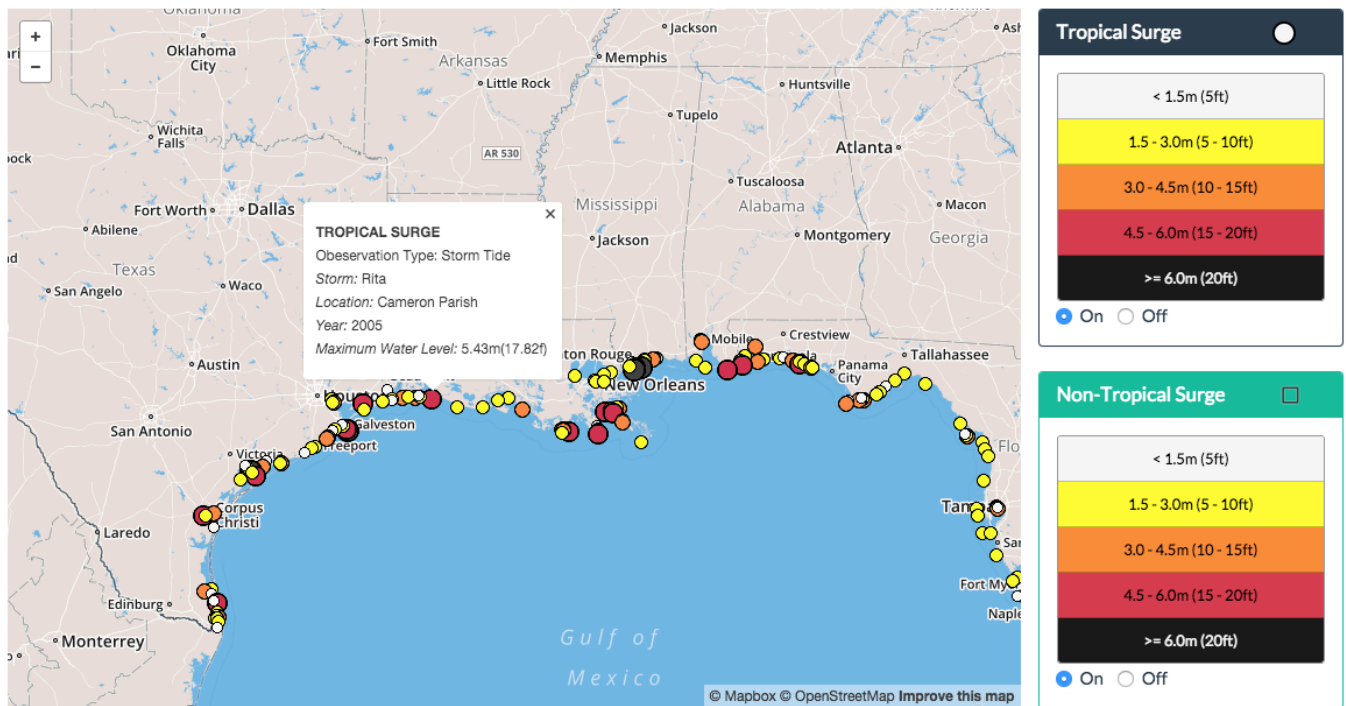 Jackson
Oklahoma
City
Fort Smith
Arkansas
Memphis
Little Rock
Huntsville
Wichita
Falls
Tupelo
AR 530
Atlanta
Tuscaloosa
Fort Worth
Dallas
Mississippi
Alabama
Macon
Abilene
Jackson
Montgomery
Georgia
Texas
San Angelo
Waco
TROPICAL SURGE
Obeservation Type: Storm Tide
Storm: Rita
Location: Cameron Parish
Year: 2005
Maximum Water Level: 5.43m(17.82f)
Mobile
Crestview
Tallahassee
Austin
Panama
City
New Orleans
San Antonio
Galveston
Victoria
Freeport
Corpus
Christi
Laredo
Edinburg
Monterrey
Gulf of
Mexico
© Mapbox © OpenStreetMap Improve this map
Tropical Surge
< 1.5m (5ft)
1.5 - 3.0m (5 - 10ft)
3.0 - 4.5m (10 - 15ft)
4.5 - 6.0m (15 - 20ft)
>= 6.0m (20ft)
On Off
Non-Tropical Surge
< 1.5m (5ft)
1.5 - 3.0m (5 - 10ft)
3.0 - 4.5m (10 - 15ft)
4.5 - 6.0m (15 - 20ft)
>= 6.0m (20ft)
On Off